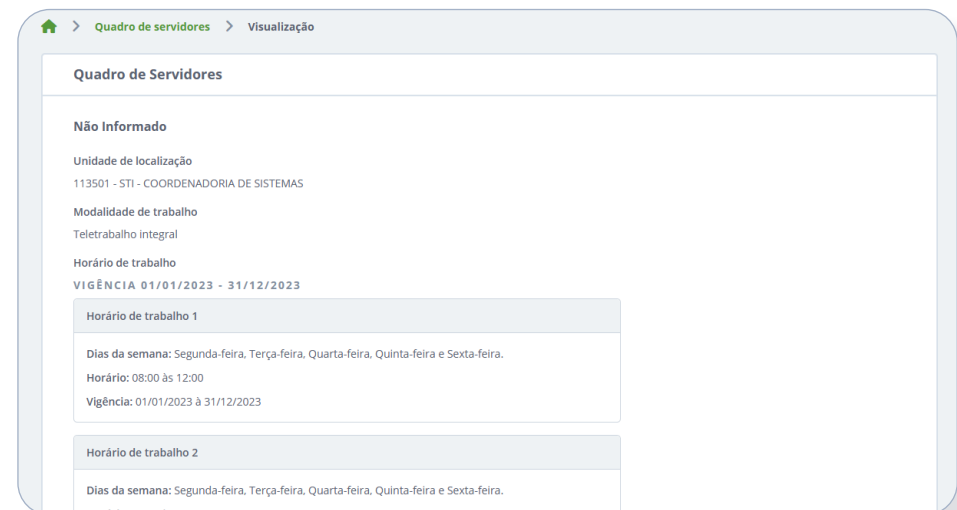 Quadro de servidores > Visualização
Quadro de Servidores
Não Informado
Unidade de localização
113501 - STI - COORDENADORIA DE SISTEMAS
Modalidade de trabalho
Teletrabalho integral
Horário de trabalho
VIGÊNCIA 01/01/2023 - 31/12/2023
Horário de trabalho 1
Dias da semana: Segunda-feira, Terça-feira, Quarta-feira, Quinta-feira e Sexta-feira.
Horário: 08:00 às 12:00
Vigência: 01/01/2023 à 31/12/2023
Horário de trabalho 2
Dias da semana: Segunda-feira, Terça-feira, Quarta-feira, Quinta-feira e Sexta-feira.